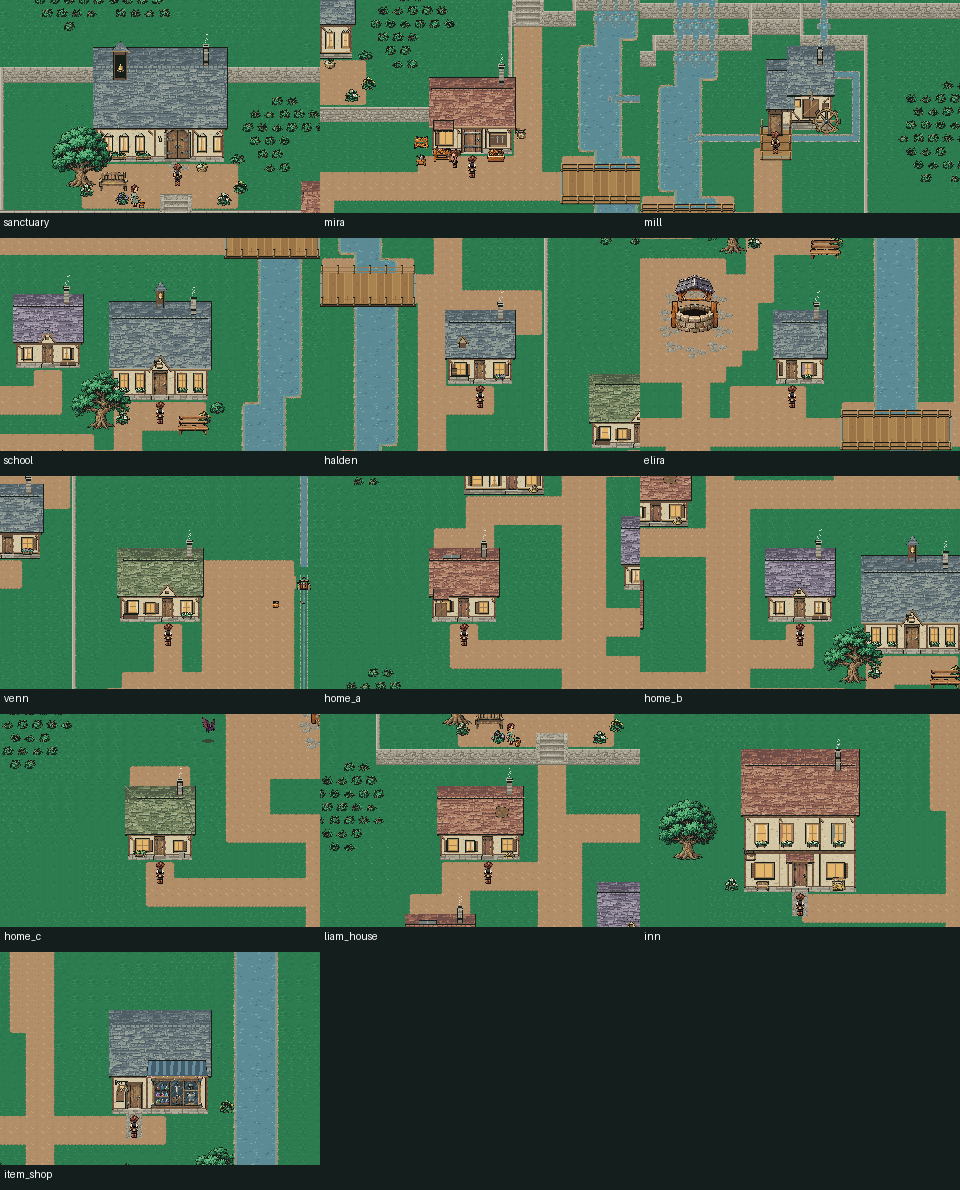 sanctuary
mira
mill
school
halden
elira
venn
home_a
home_b
home_c
liam_house
inn
item_shop